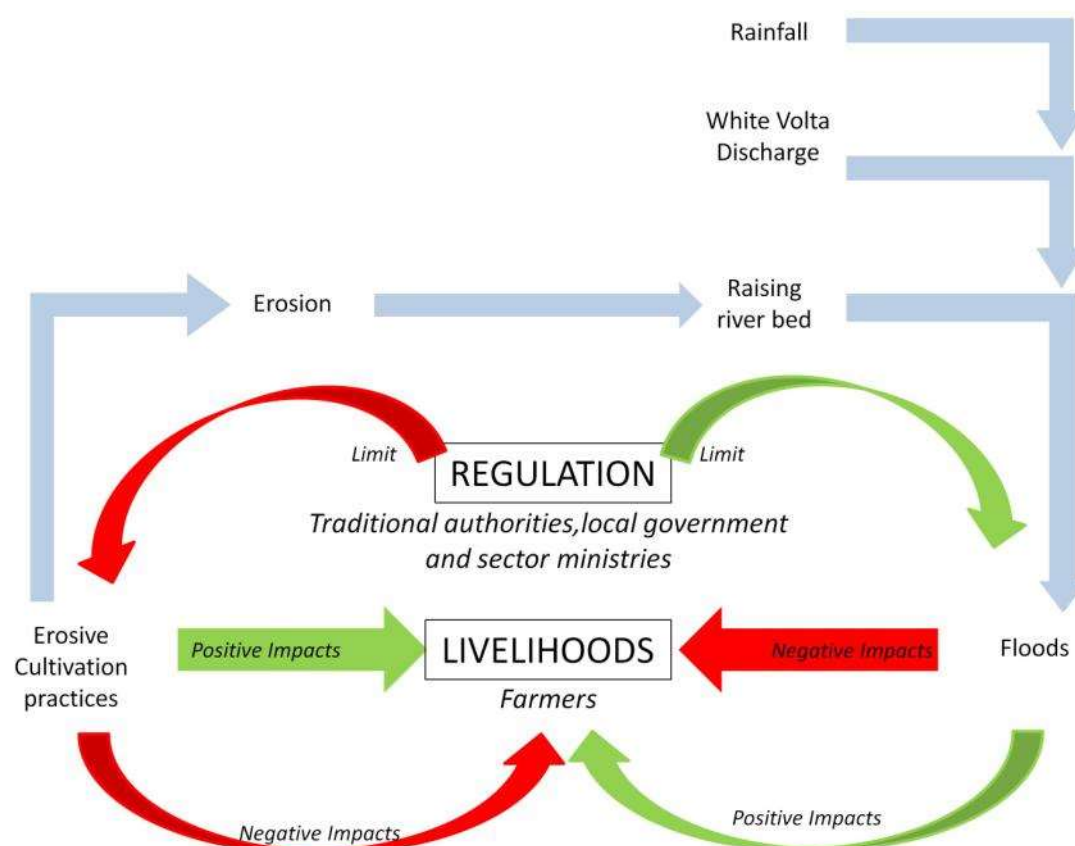 Rainfall
White Volta
Discharge
Erosion
Raising
river bed
Limit
Limit
REGULATION
Traditional authorities,local government
and sector ministries
Erosive
Cultivation
practices
Positive Impacts
LIVELIHOODS
Farmers
Negative Impacts
Floods
Negative Impacts
Positive Impacts